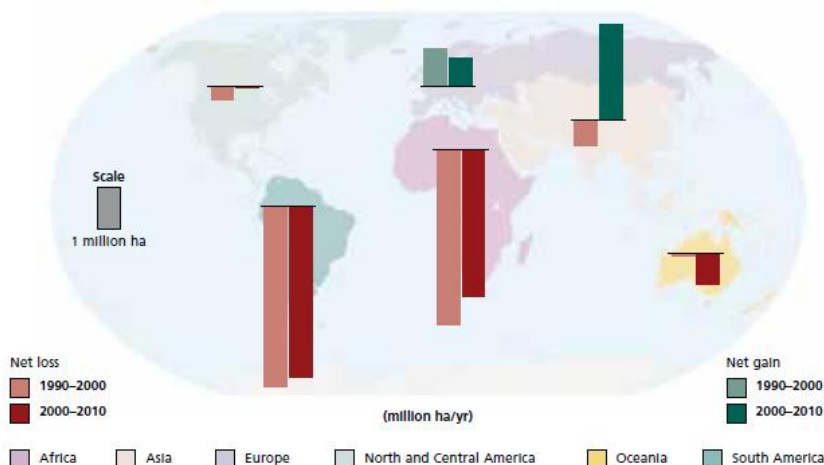 Scale
1 million ha
Net loss
1990–2000
2000–2010
(million ha/yr)
Net gain
1990–2000
2000–2010
Africa Asia Europe North and Central America Oceania South America